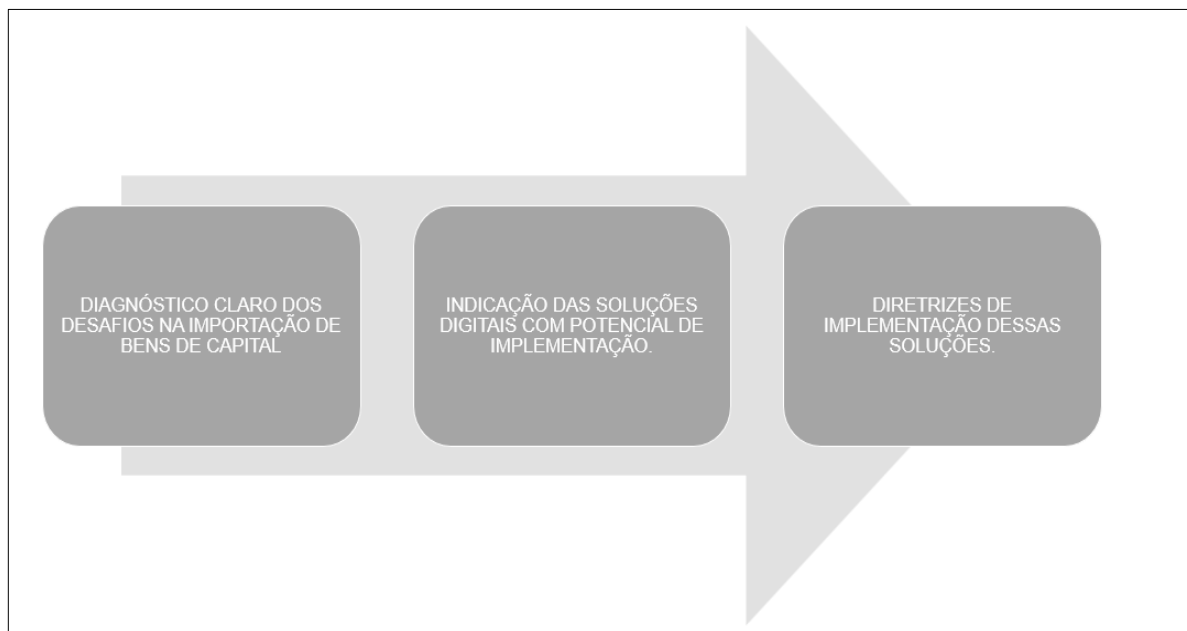 DIAGNÓSTICO CLARO DOS
DESAFIOS NA IMPORTAÇÃO DE
BENS DE CAPITAL
INDICAÇÃO DAS SOLUÇÕES
DIGITAIS COM POTENCIAL DE
IMPLEMENTAÇÃO.
DIRETRIZES DE
IMPLEMENTAÇÃO DESSAS
SOLUÇÕES.